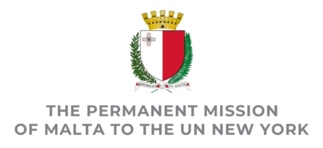 THE PERMANENT MISSION
OF MALTA TO THE UN NEW YORK